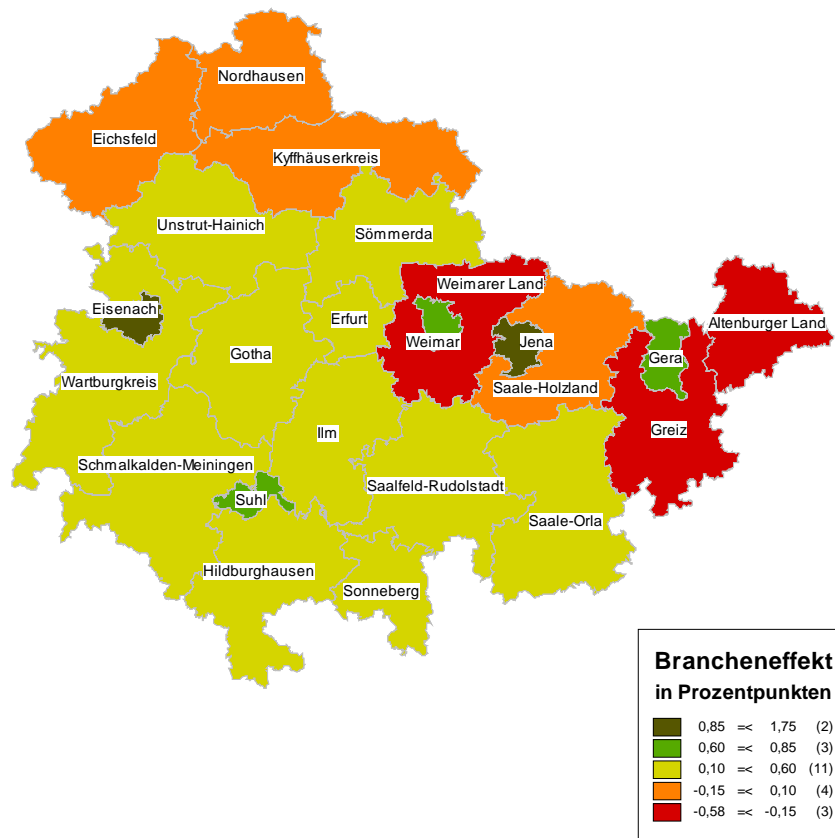 Nordhausen
Eichsfeld
Kyffhäuserkreis
Unstrut-Hainich
Sömmerda
Weimarer Land
Eisenach
Erfurt
Altenburger Land
Weimar
Jena
Gotha
Gera
Wartburgkreis
Saale-Holzland
Ilm
Greiz
Schmalkalden-Meiningen
Saalfeld-Rudolstadt
Suhl
Saale-Orla
Hildburghausen
Sonneberg
Brancheneffekt
in Prozentpunkten
0,85 =< 1,75 (2)
0,60 =< 0,85 (3)
0,10 =< 0,60 (11)
-0,15 =< 0,10 (4)
-0,58 =< -0,15 (3)